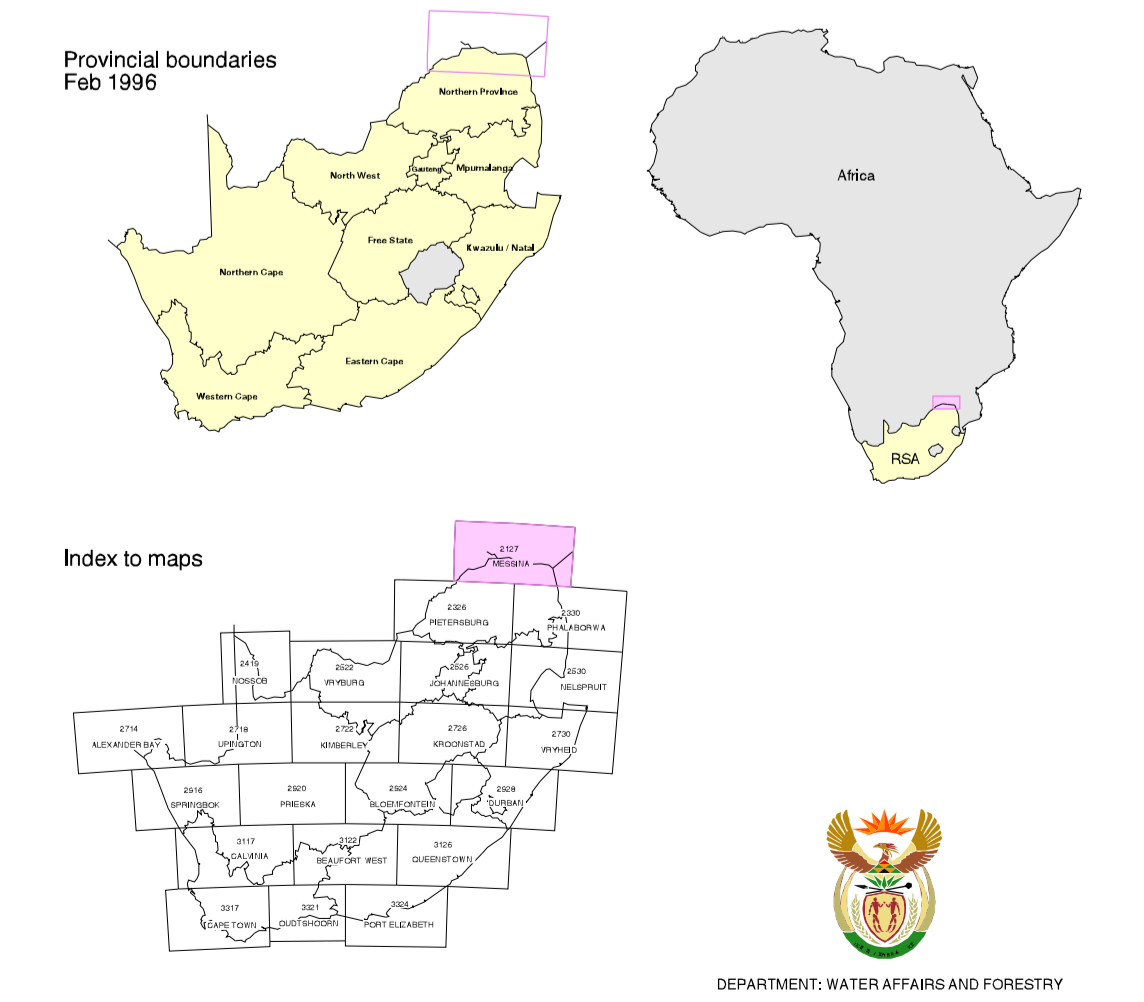 Provincial boundaries
Feb 1996
Northern Province
North West
Gauteng
Mpumalanga
Free State
Kwazulu / Natal
Northern Cape
Eastern Cape
Western Cape
Africa
RSA
Index to maps
2127
MESSINA
2326
PIETERSBURG
2330
PHALABORWA
2419
NOSSOB
2522
VRYBURG
2526
JOHANNESBURG
2530
NELSPRUIT
2714
ALEXANDER BAY
2718
UPINGTON
2722
KIMBERLEY
2726
KROONSTAD
2730
VRYHEID
2916
SPRINGBOK
2920
PRIESKA
2924
BLOEMFONTEIN
2928
DURBAN
3117
CALVINIA
3122
BEAUFORT WEST
3126
QUEENSTOWN
3317
CAPE TOWN
3321
OUDTSHOORN
3324
PORT ELIZABETH
DEPARTMENT: WATER AFFAIRS AND FORESTRY